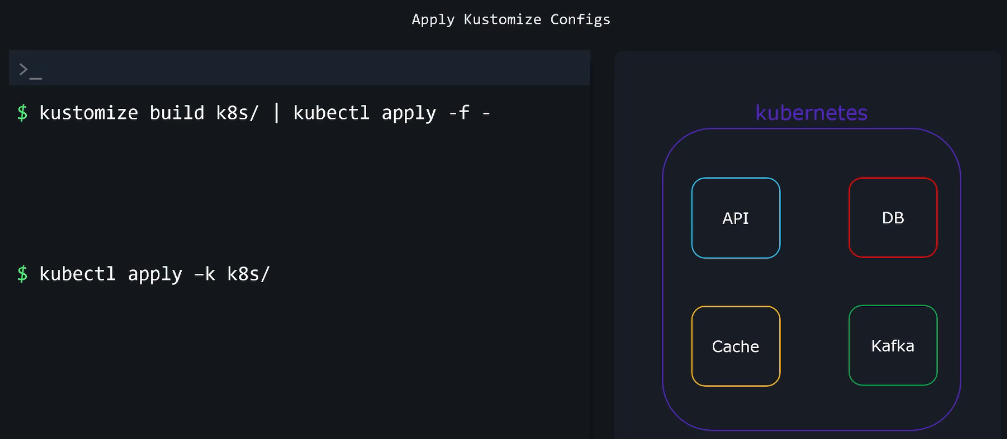 Apply Kustomize Configs
>_
$ kustomize build k8s/ | kubectl apply -f -
$ kubectl apply –k k8s/
kubernetes
API
DB
Cache
Kafka